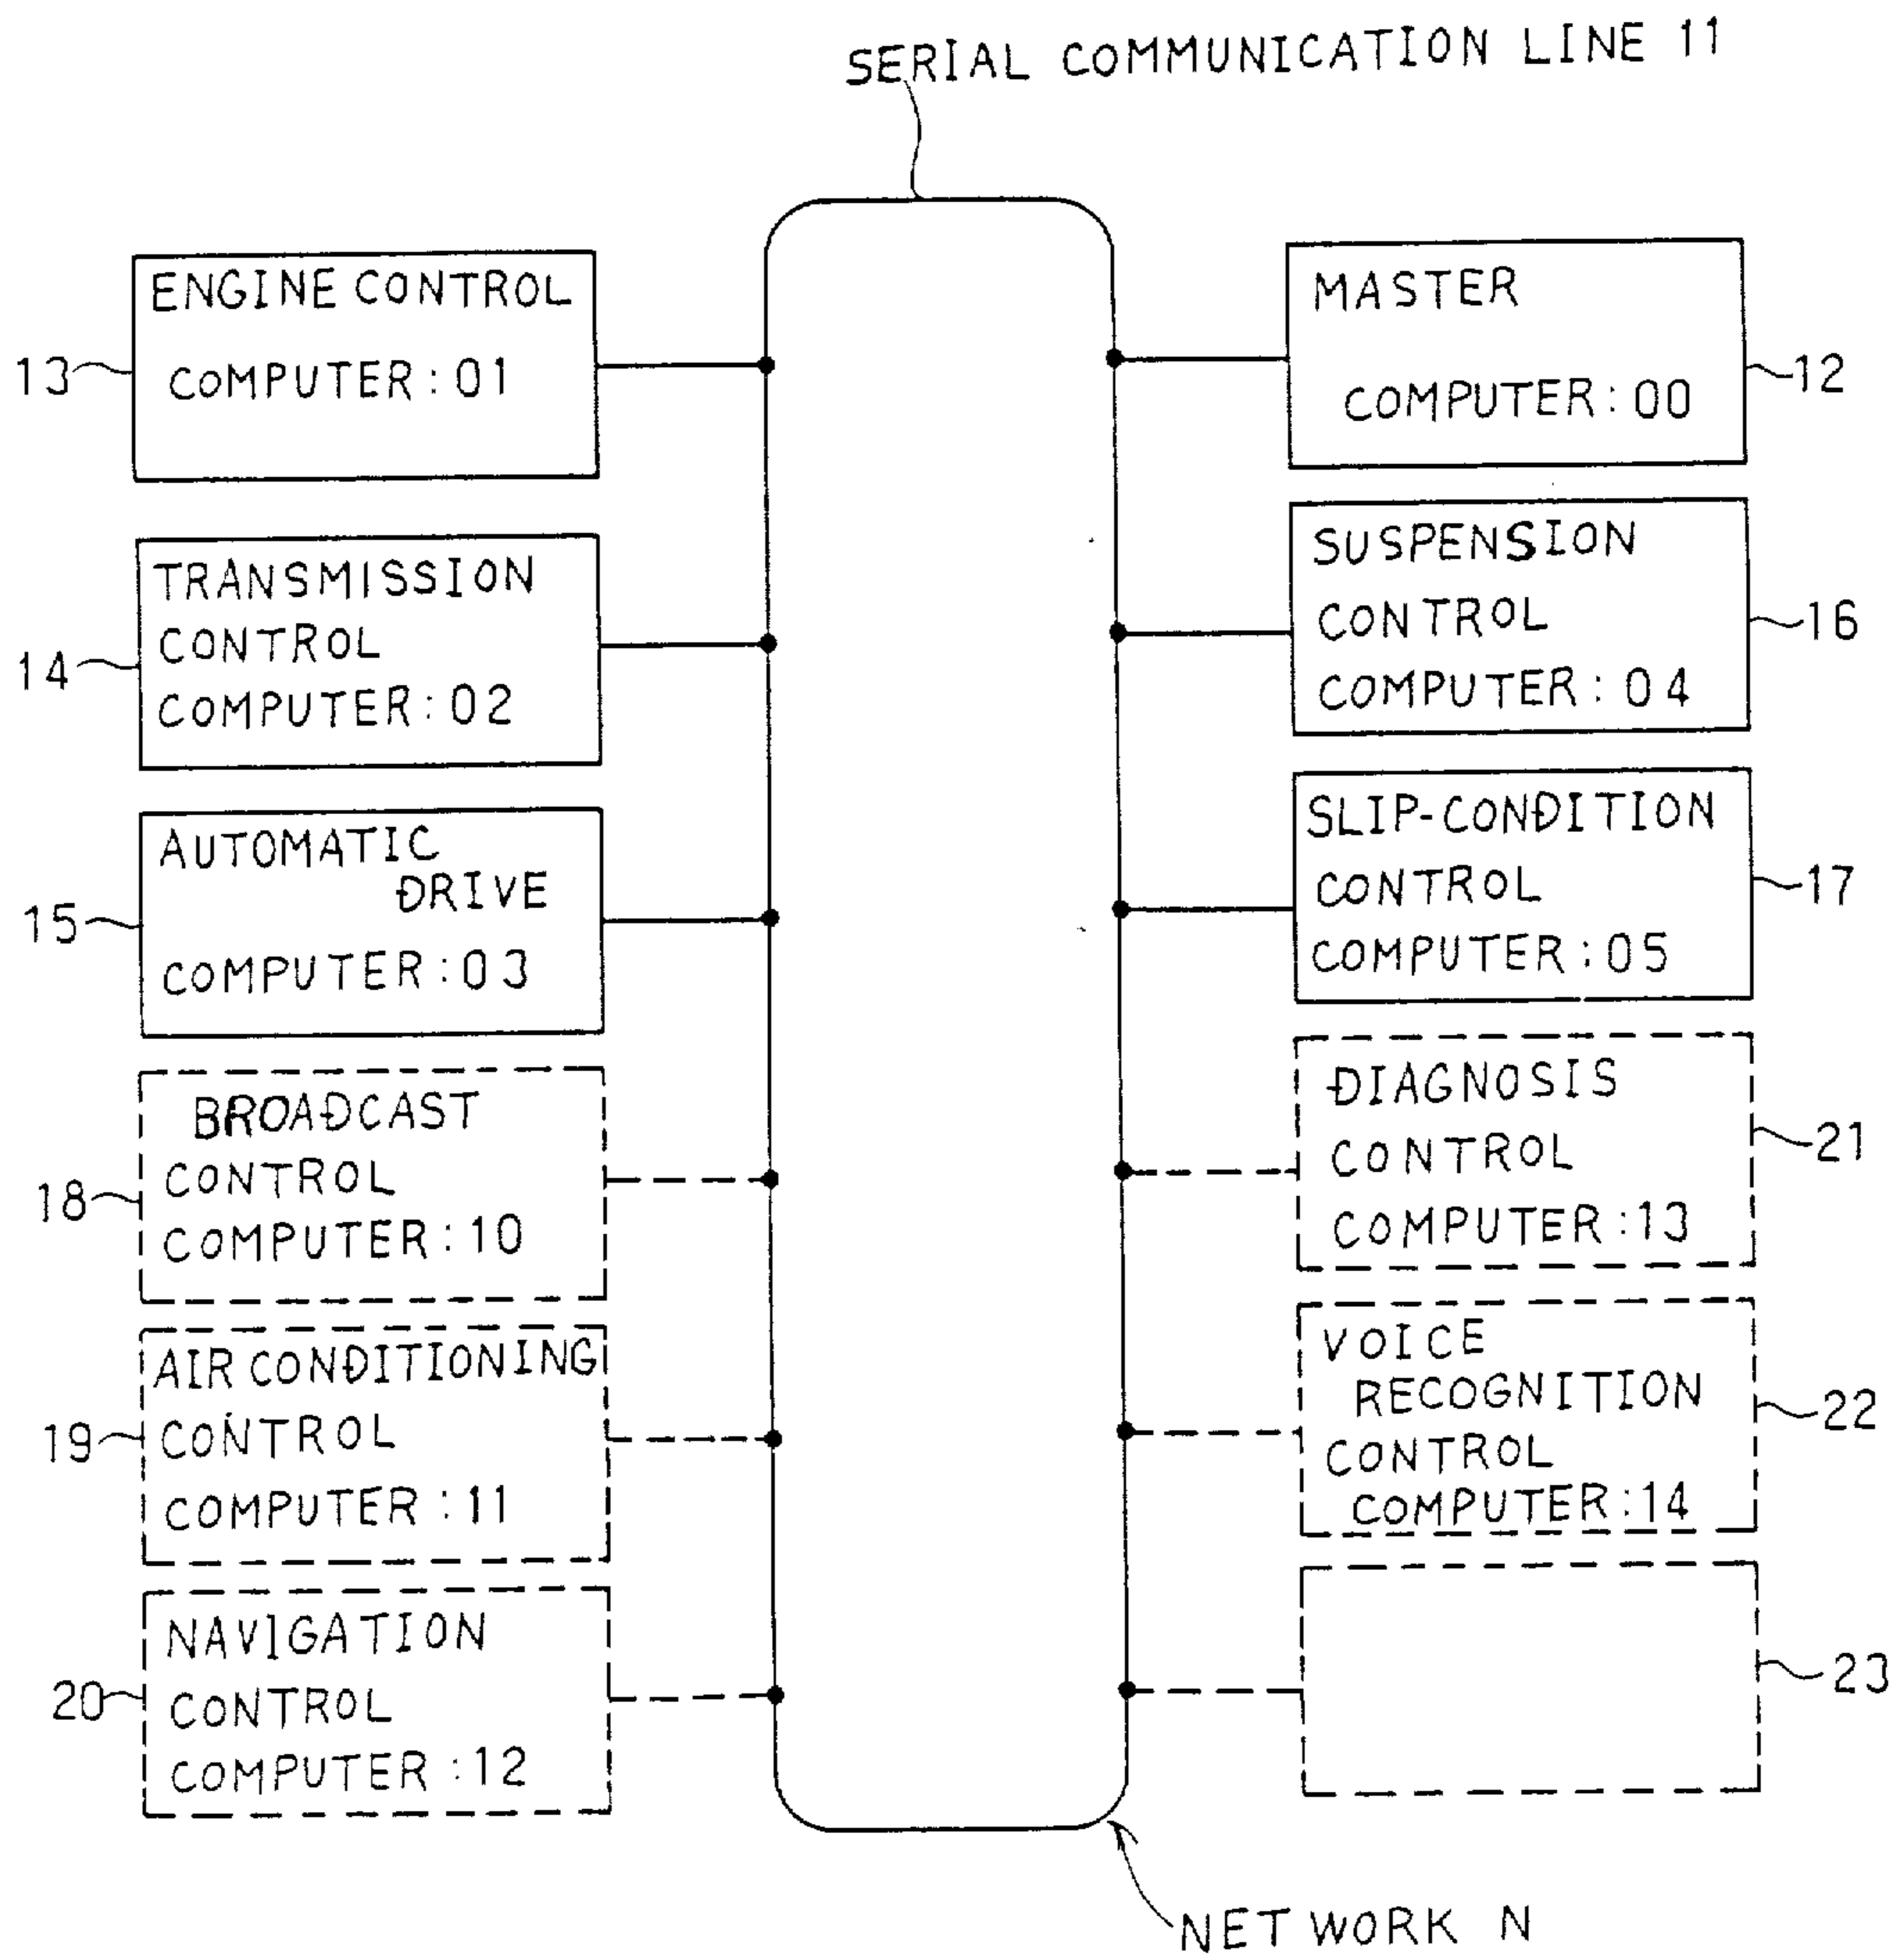 SERIAL COMMUNICATION LINE 11
ENGINE CONTROL
COMPUTER : 01
13
MASTER
COMPUTER : 00
12
TRANSMISSION
CONTROL
COMPUTER : 02
14
SUSPENSION
CONTROL
COMPUTER : 04
16
AUTOMATIC
DRIVE
COMPUTER : 03
15
SLIP-CONDITION
CONTROL
COMPUTER : 05
17
BROADCAST
CONTROL
COMPUTER : 10
18
DIAGNOSIS
CONTROL
COMPUTER : 13
21
AIR CONDITIONING
CONTROL
COMPUTER : 11
19
VOICE
RECOGNITION
CONTROL
COMPUTER : 14
22
NAVIGATION
CONTROL
COMPUTER : 12
20
23
NETWORK N